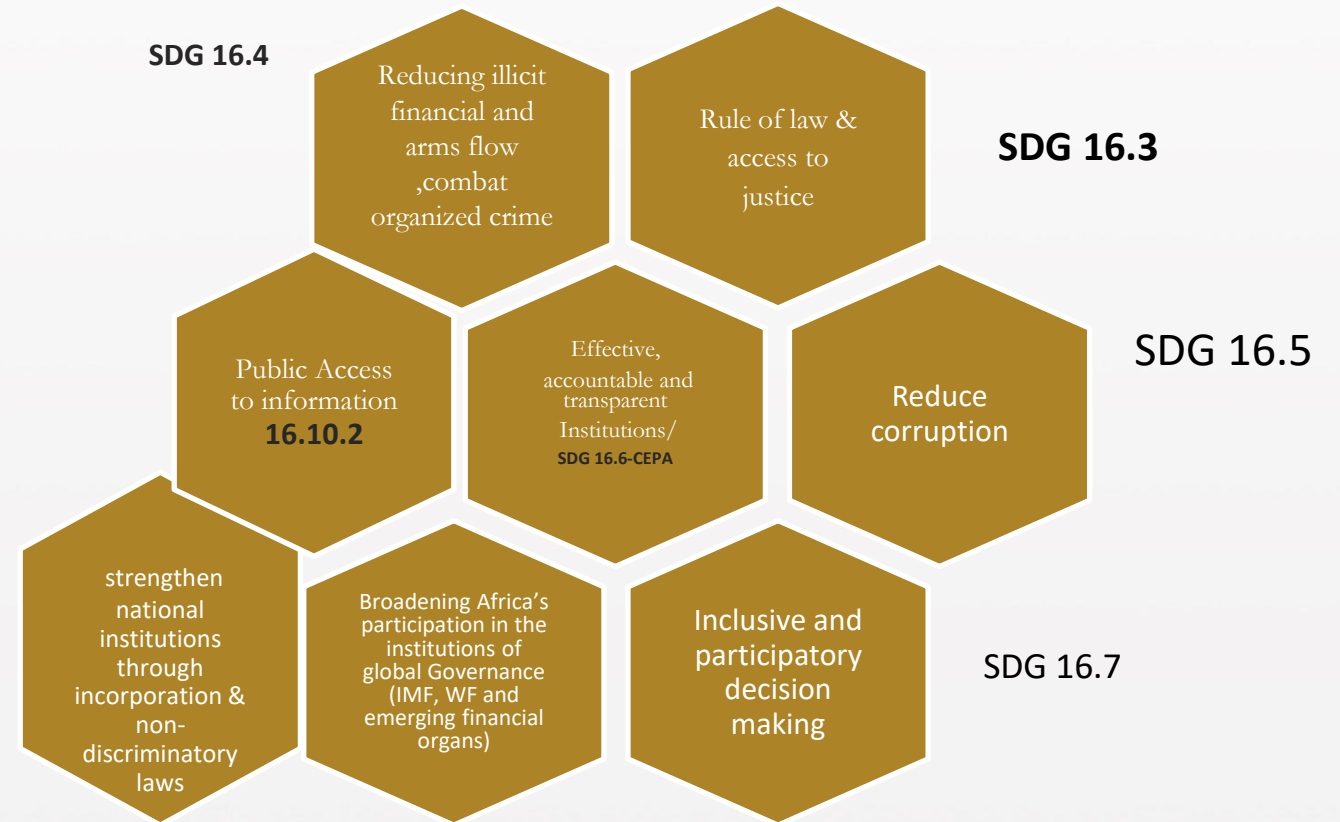 SDG 16.4
Reducing illicit
financial and
arms flow
,combat
organized crime
Rule of law &
access to
justice
SDG 16.3
Public Access
to information
16.10.2
Effective,
accountable and
transparent
Institutions/
SDG 16.6-CEPA
Reduce
corruption
SDG 16.5
strengthen
national
institutions
through
incorporation &
non-
discriminatory
laws
Broadening Africa’s
participation in the
institutions of
global Governance
(IMF, WF and
emerging financial
organs)
Inclusive and
participatory
decision
making
SDG 16.7